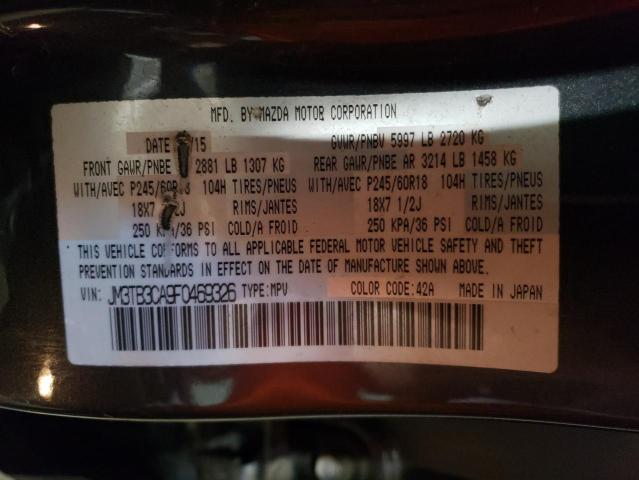 MFD. BY MAZDA MOTOR CORPORATION
DATE /15 GVWR/PNBV 5997 LB 2720 KG
FRONT GAWR/PNBE 2881 LB 1307 KG REAR GAWR/PNBE AR 3214 LB 1458 KG
WITH/AVEC P245/60R18 104H TIRES/PNEUS WITH/AVEC P245/60R18 104H TIRES/PNEUS
18X7 1/2J RIMS/JANTES 18X7 1/2J RIMS/JANTES
250 KPA/36 PSI COLD/A FROID 250 KPA/36 PSI COLD/A FROID
THIS VEHICLE CONFORMS TO ALL APPLICABLE FEDERAL MOTOR VEHICLE SAFETY AND THEFT
PREVENTION STANDARDS IN EFFECT ON THE DATE OF MANUFACTURE SHOWN ABOVE.
VIN: JM3TB3CA9F0469326 TYPE:MPV COLOR CODE:42A MADE IN JAPAN